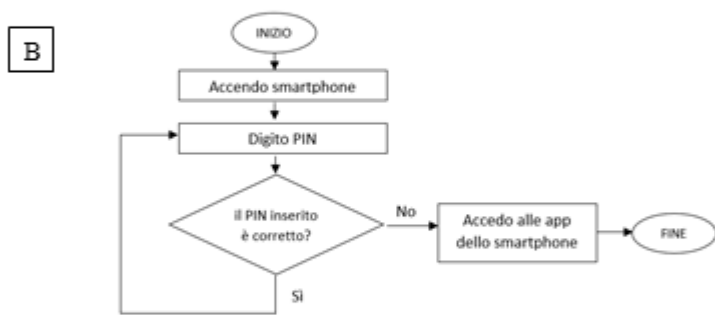 B
INIZIO
Accendo smartphone
Digito PIN
il PIN inserito
è corretto?
No
Accedo alle app
dello smartphone
FINE
Sì